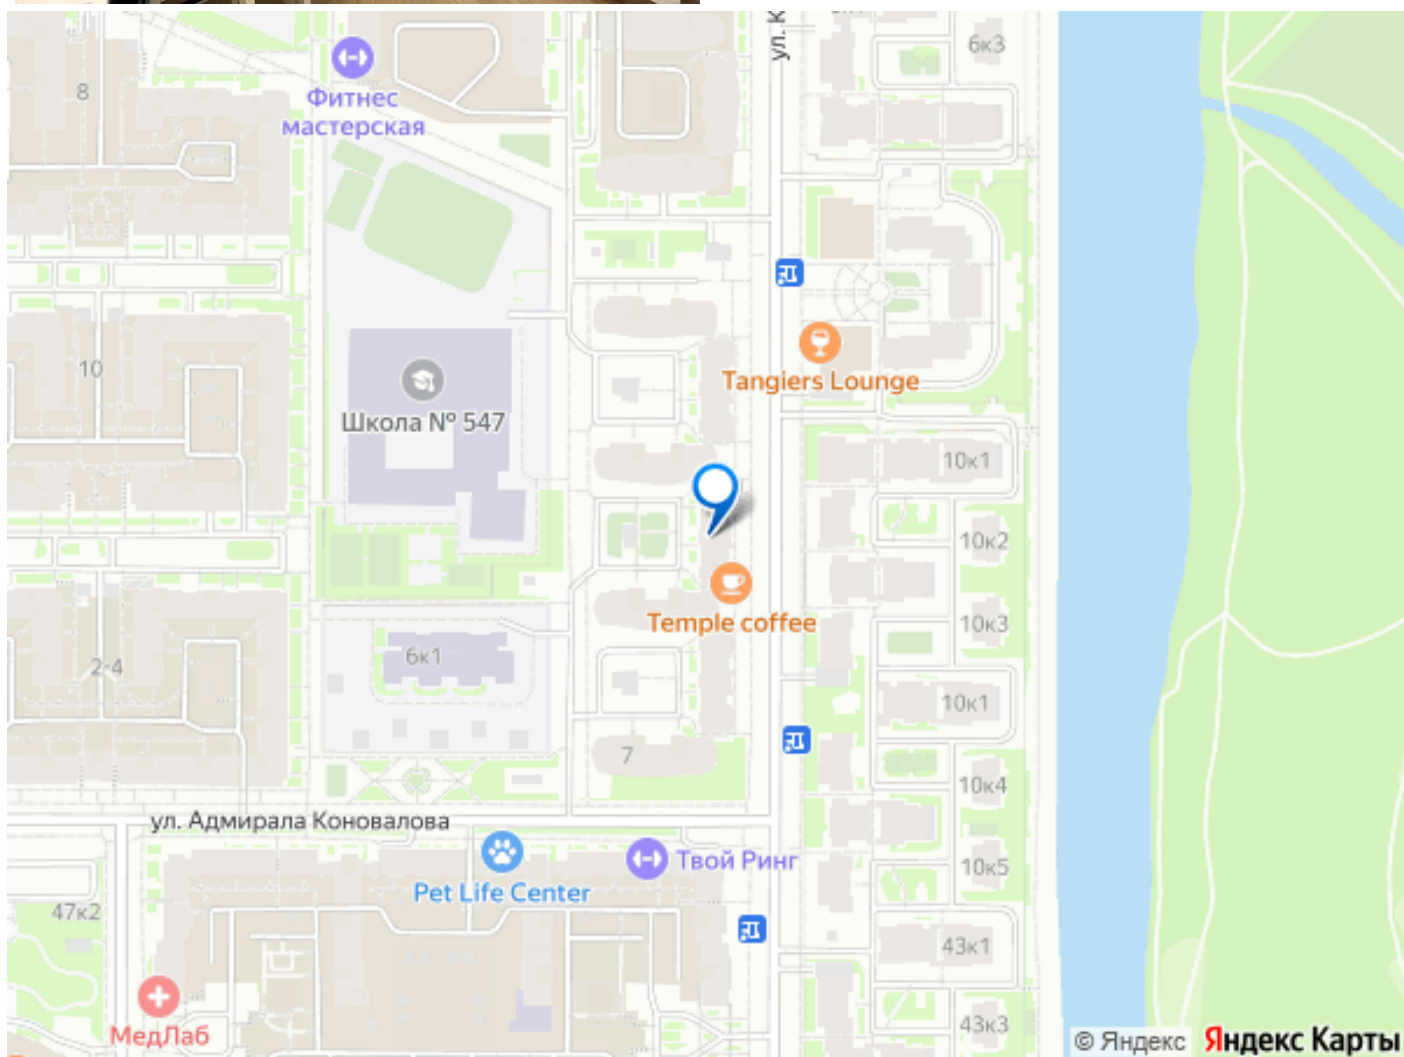 ул. К
6к3
8
Фитнес
мастерская
Tangiers Lounge
10
Школа № 547
10к1
10к2
Temple coffee
10к3
6к1
2-4
10к1
7
10к4
ул. Адмирала Коновалова
Твой Ринг
10к5
Pet Life Center
47к2
43к1
МедЛаб
43к3
© Яндекс Яндекс Карты